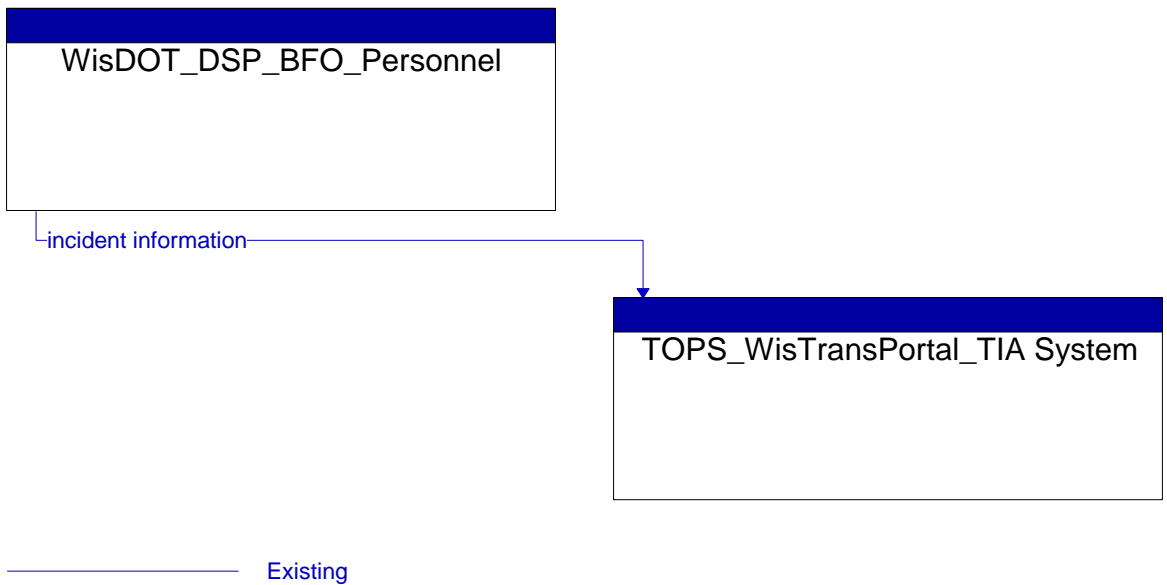 WisDOT_DSP_BFO_Personnel
incident information
TOPS_WisTransPortal_TIA System
Existing